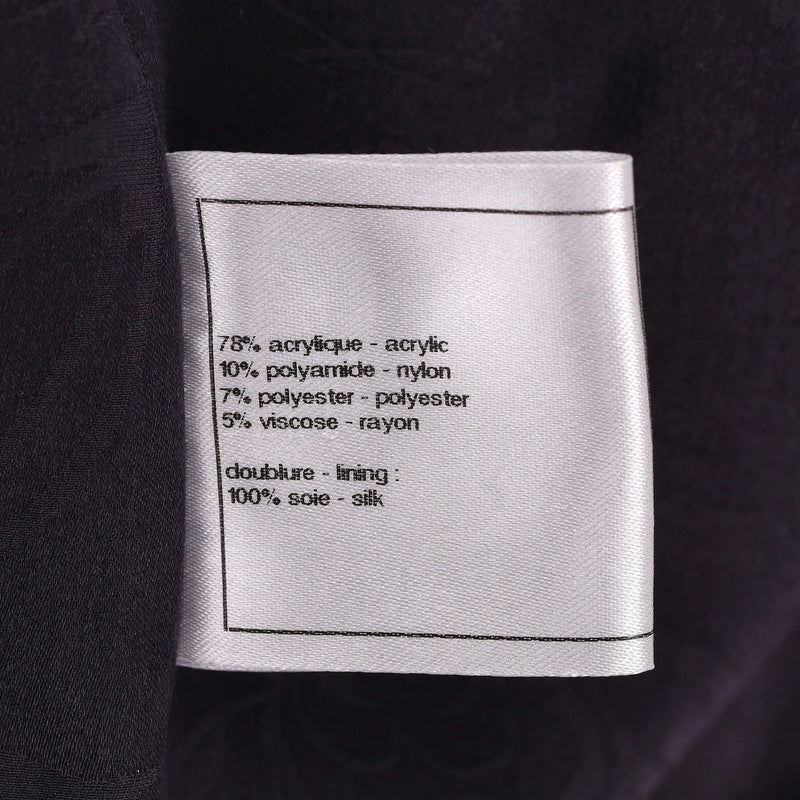 78% acrylique - acrylic
10% polyamide - nylon
7% polyester - polyester
5% viscose - rayon
doublure - lining :
100% soie - silk